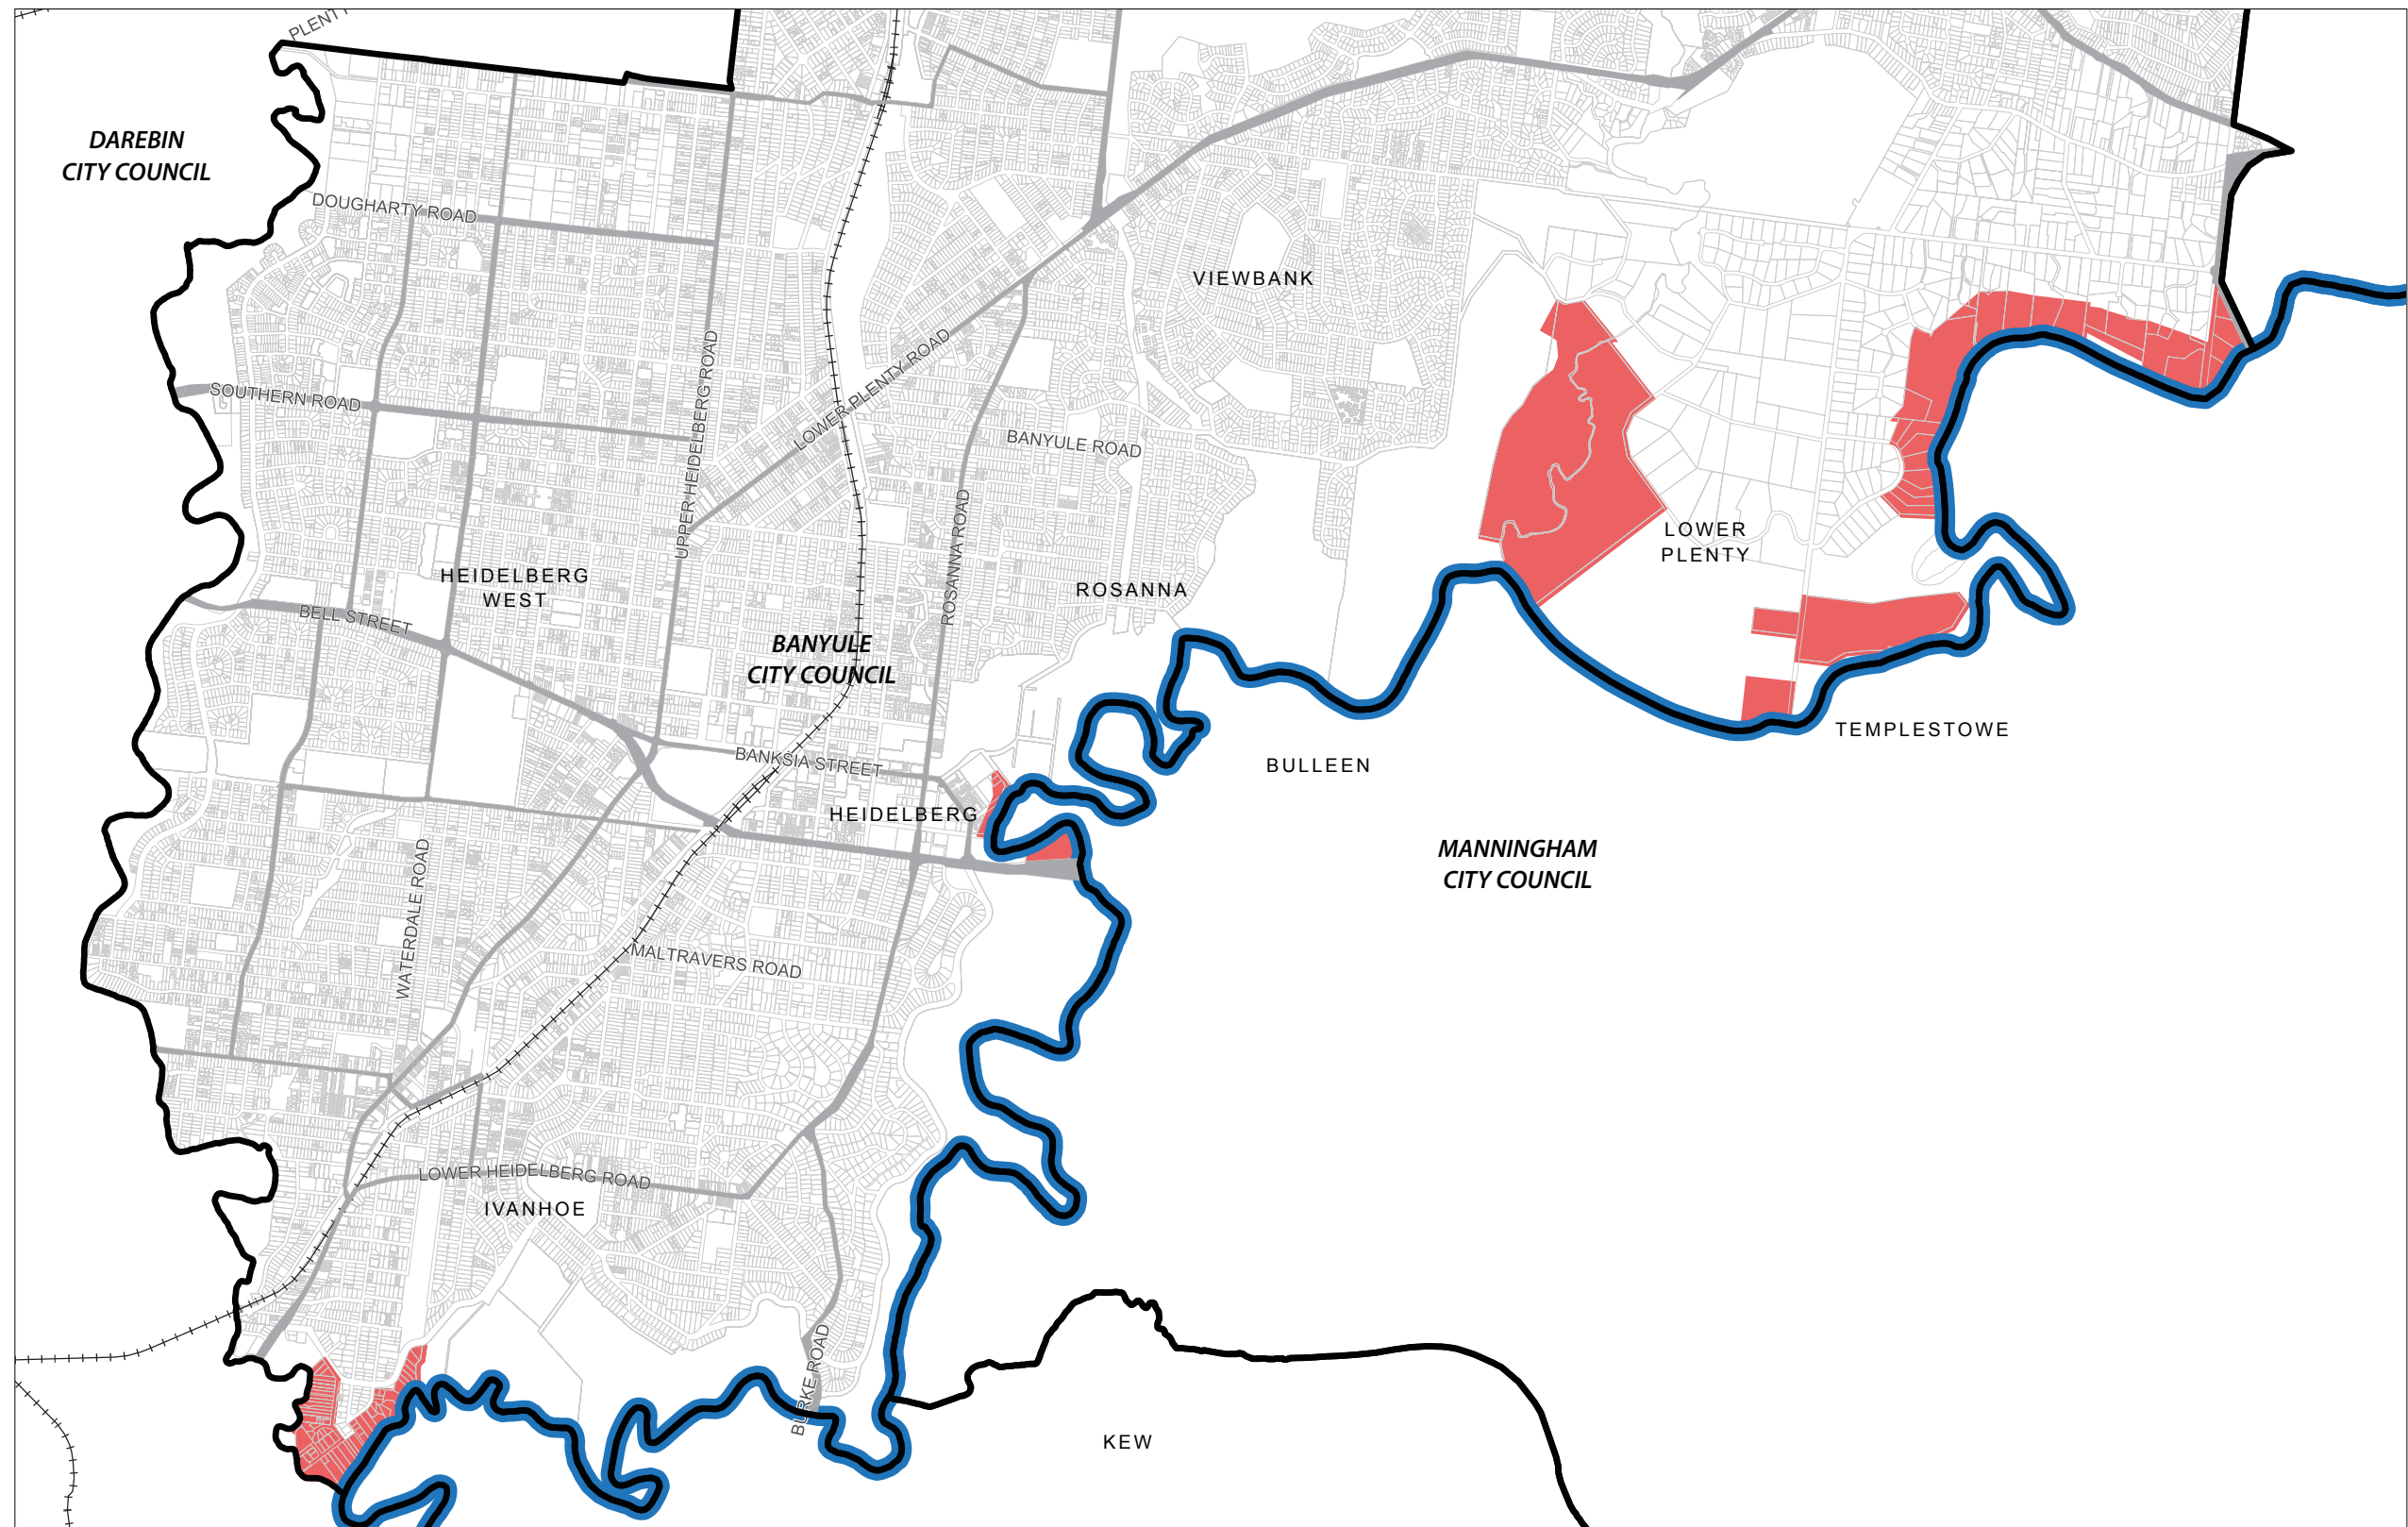 PLENTY
DAREBIN
CITY COUNCIL
DOUGHARTY ROAD
VIEWBANK
SOUTHERN ROAD
UPPER HEIDELBERG ROAD
LOWER PLENTY ROAD
BANYULE ROAD
ROSANNA ROAD
LOWER
PLENTY
HEIDELBERG
WEST
ROSANNA
BELL STREET
BANYULE
CITY COUNCIL
TEMPLESTOWE
BANKSIA STREET
BULLEEN
HEIDELBERG
MANNINGHAM
CITY COUNCIL
WATERDALE ROAD
MALTRAVERS ROAD
LOWER HEIDELBERG ROAD
IVANHOE
BURKE ROAD
KEW